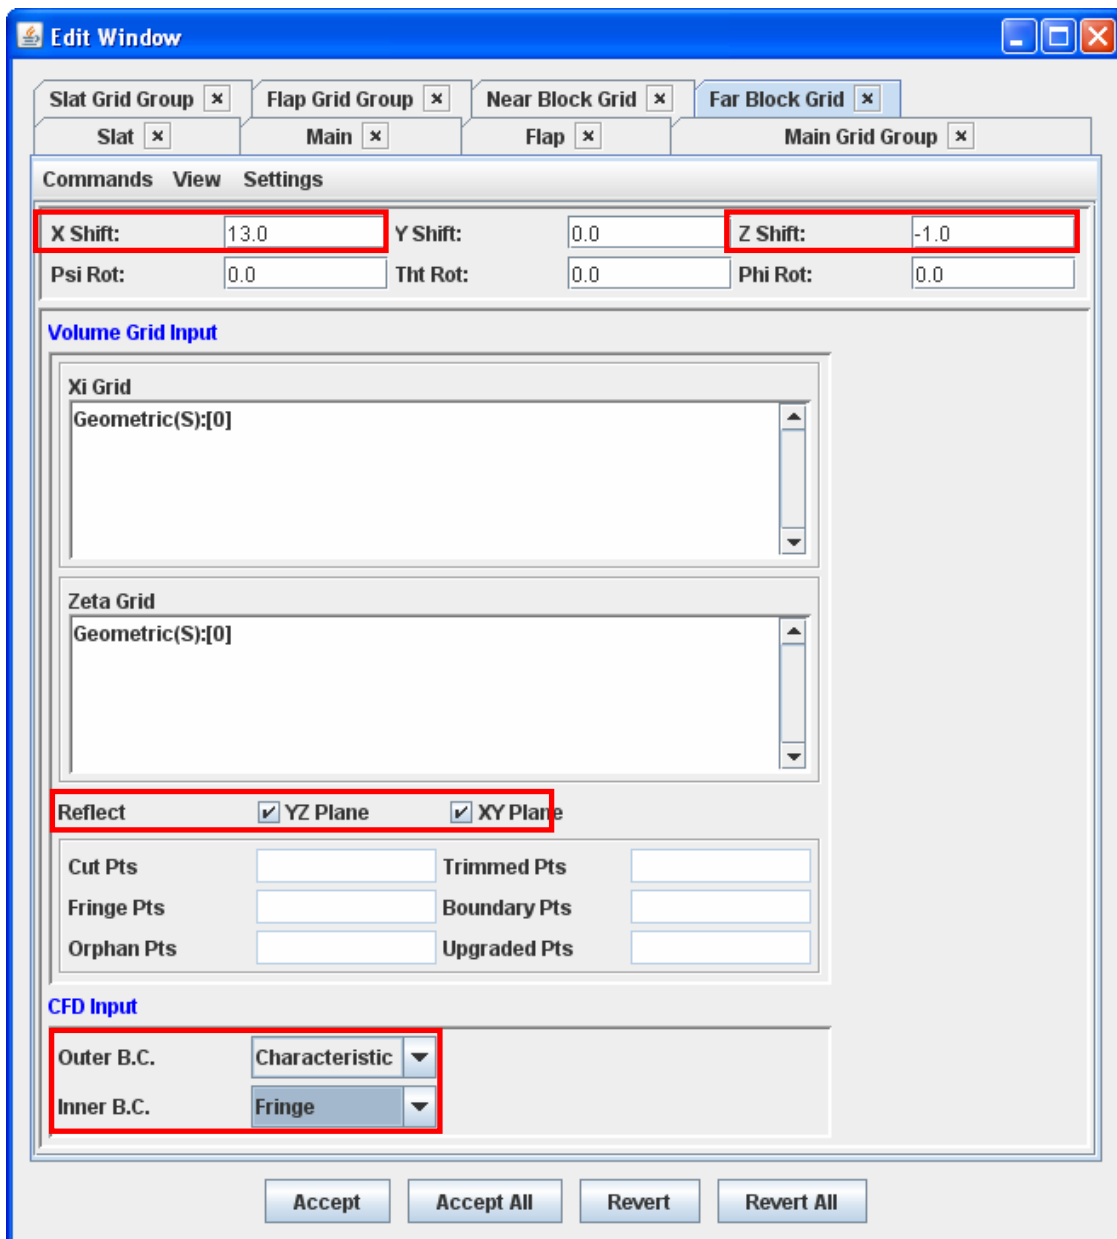 Edit Window
Slat Grid Group Flap Grid Group Near Block Grid Far Block Grid
Slat Main Flap Main Grid Group
Commands View Settings
X Shift: 13.0 Y Shift: 0.0 Z Shift: -1.0
Psi Rot: 0.0 Tht Rot: 0.0 Phi Rot: 0.0
Volume Grid Input
Xi Grid
Geometric(S):[0]
Zeta Grid
Geometric(S):[0]
Reflect YZ Plane XY Plane
Cut Pts Trimmed Pts
Fringe Pts Boundary Pts
Orphan Pts Upgraded Pts
CFD Input
Outer B.C. Characteristic
Inner B.C. Fringe
Accept Accept All Revert Revert All